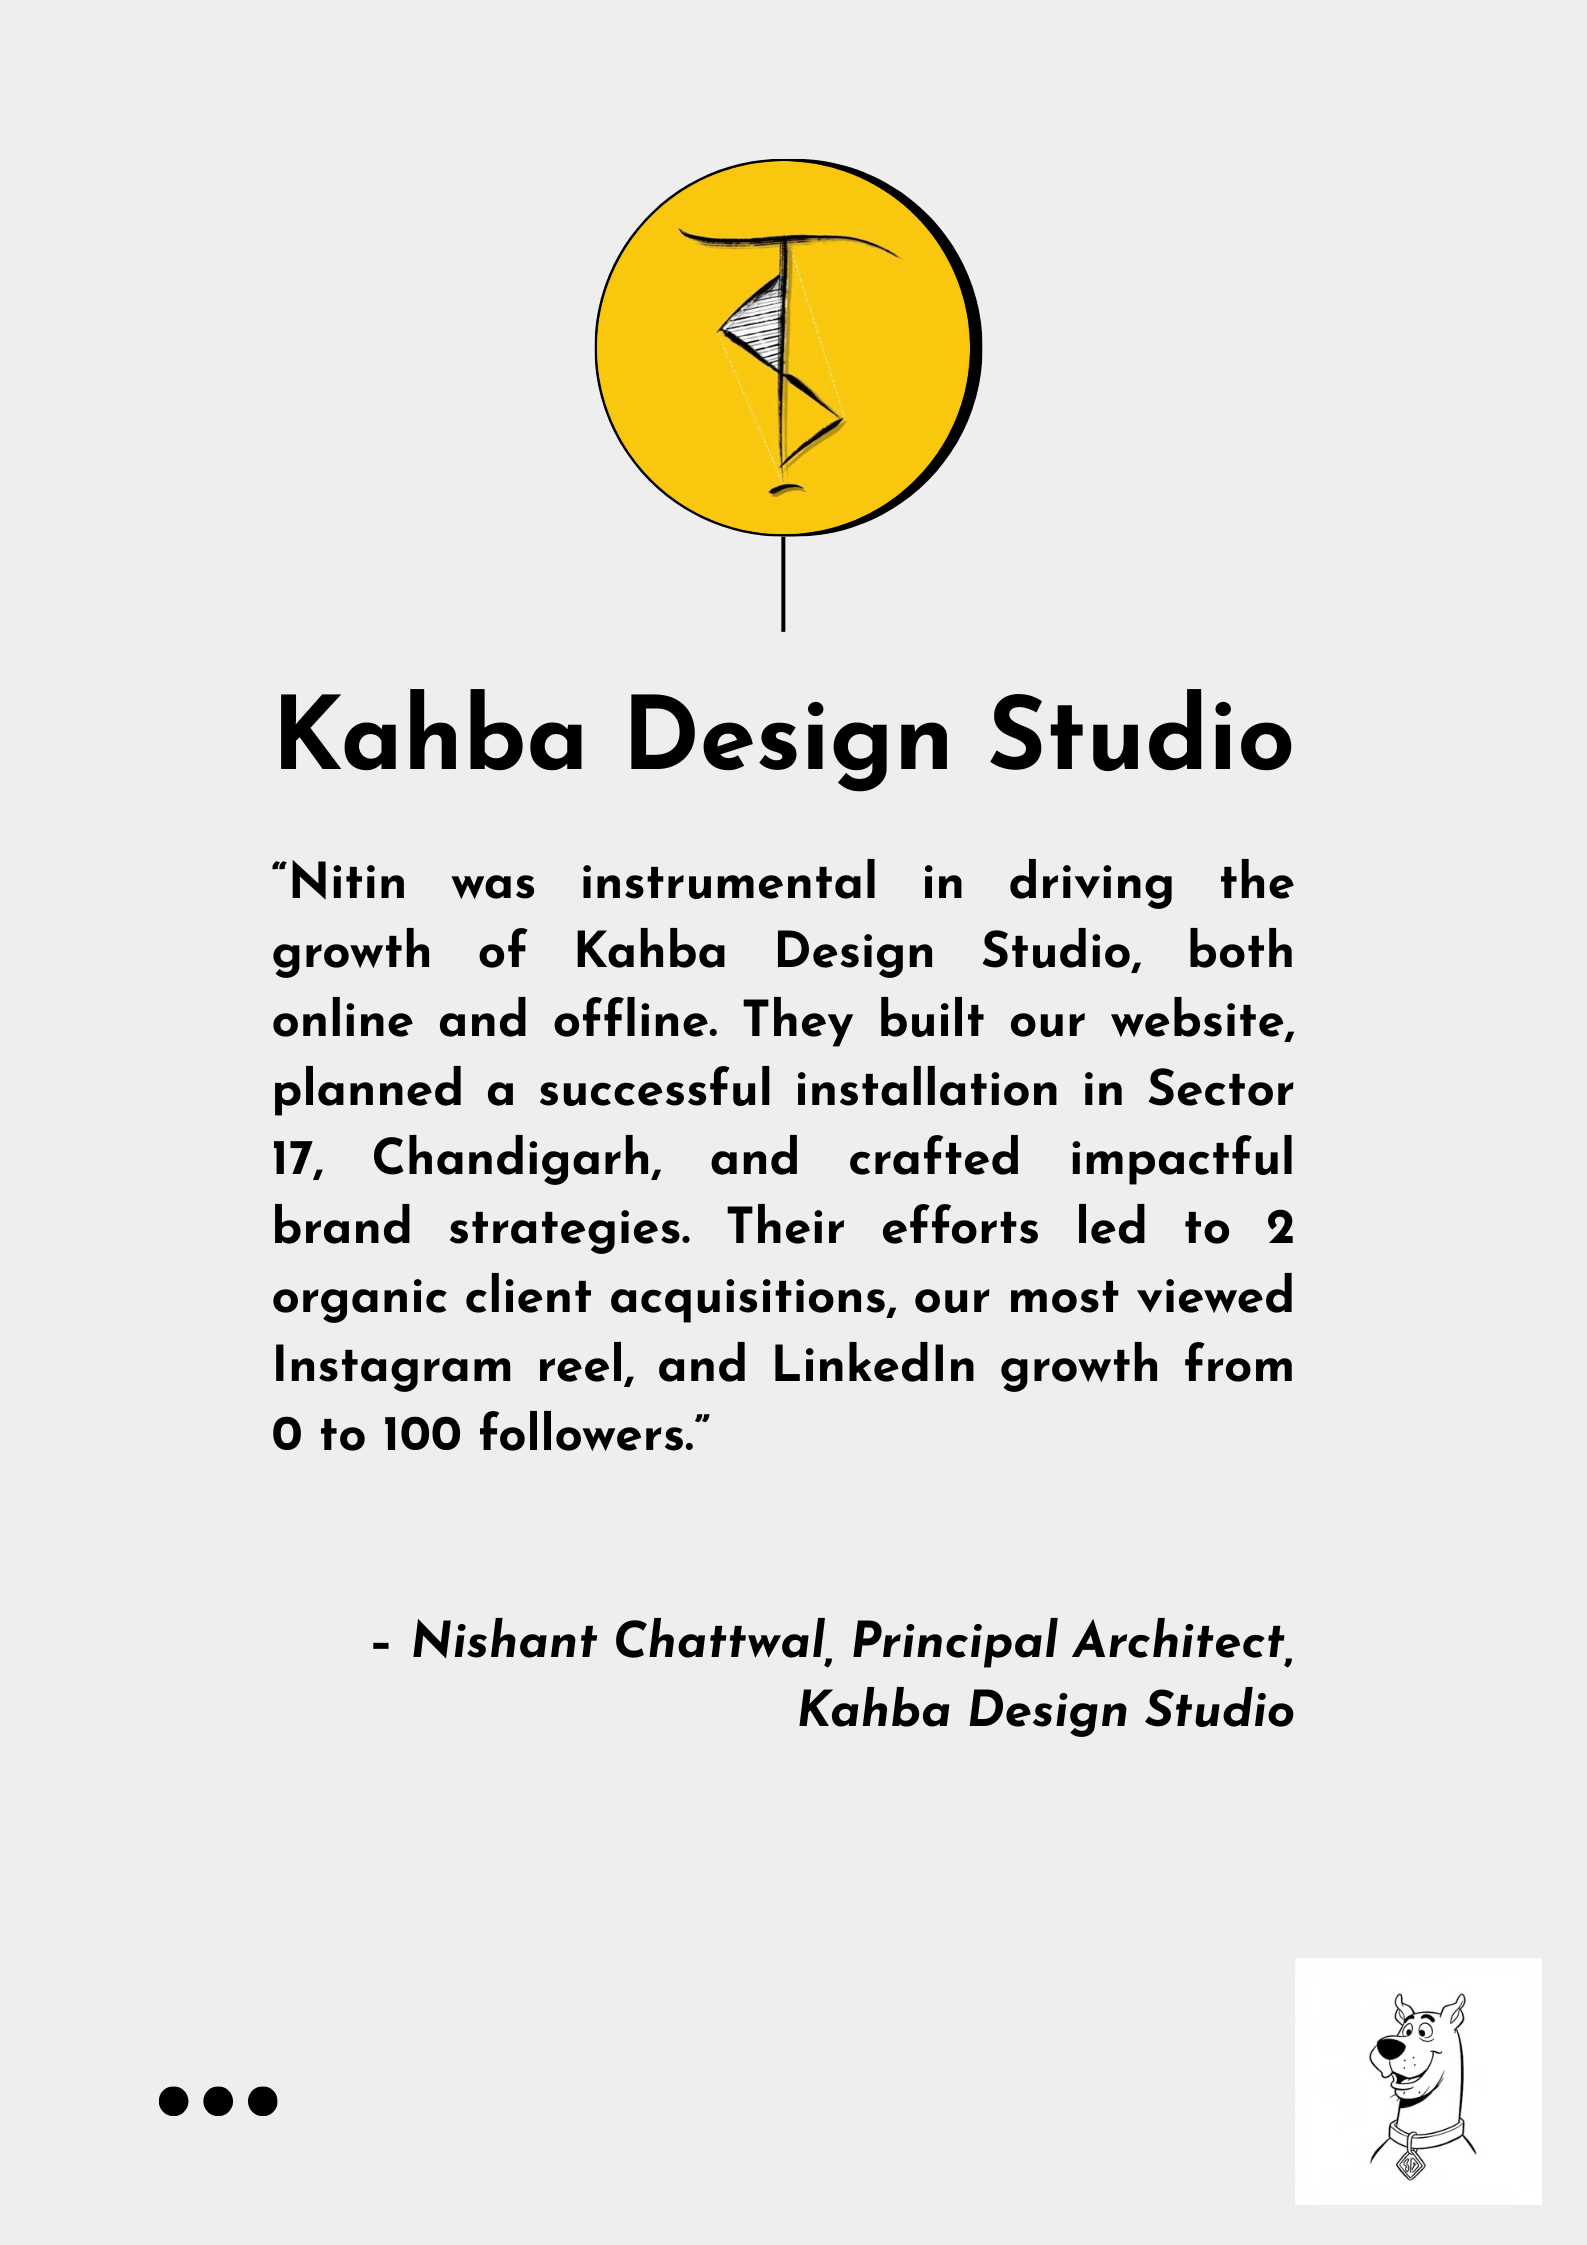 Kahba Design Studio
“Nitin was instrumental in driving the
growth of Kahba Design Studio, both
online and offline. They built our website,
planned a successful installation in Sector
17, Chandigarh, and crafted impactful
brand strategies. Their efforts led to 2
organic client acquisitions, our most viewed
Instagram reel, and LinkedIn growth from
0 to 100 followers.”
– Nishant Chattwal, Principal Architect,
Kahba Design Studio
SD